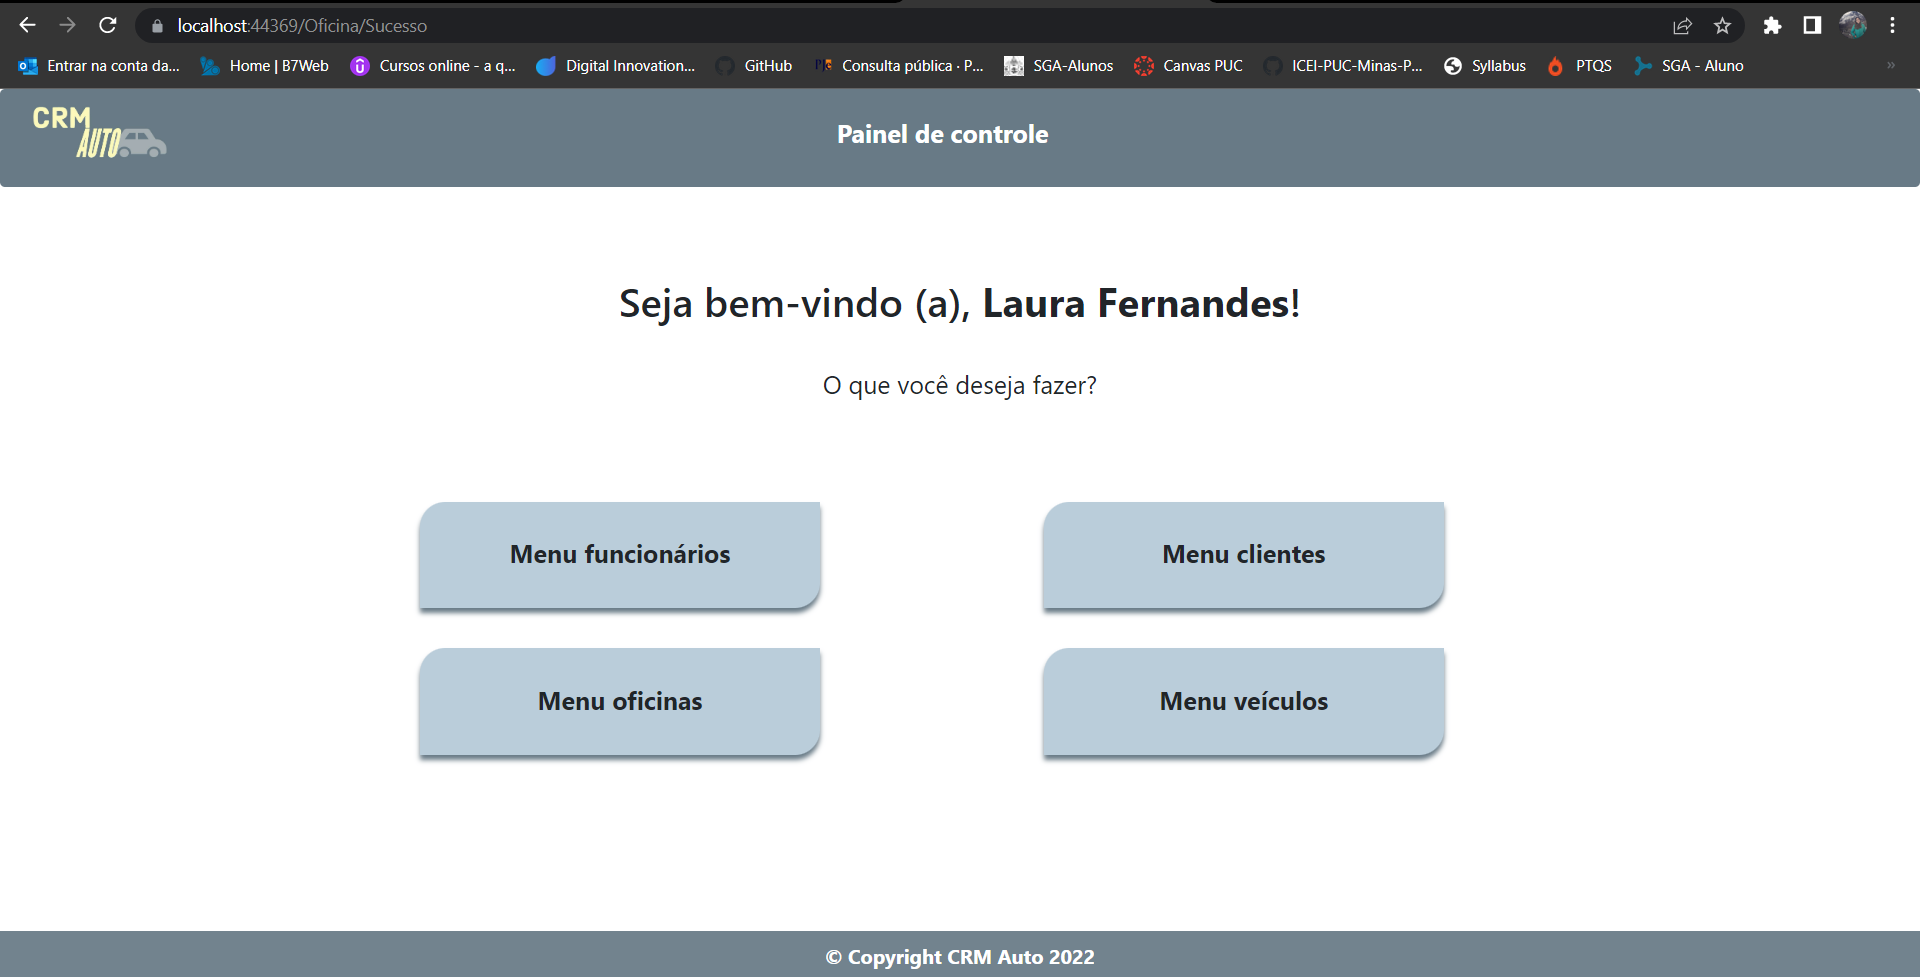 localhost:44369/Oficina/Sucesso
Entrar na conta da... Home | B7Web Cursos online - a q... Digital Innovation... GitHub Consulta pública · P... SGA-Alunos Canvas PUC ICEI-PUC-Minas-P... Syllabus PTQS SGA - Aluno »
CRM
AUTO
Painel de controle
Seja bem-vindo (a), Laura Fernandes!
O que você deseja fazer?
Menu funcionários
Menu clientes
Menu oficinas
Menu veículos
© Copyright CRM Auto 2022